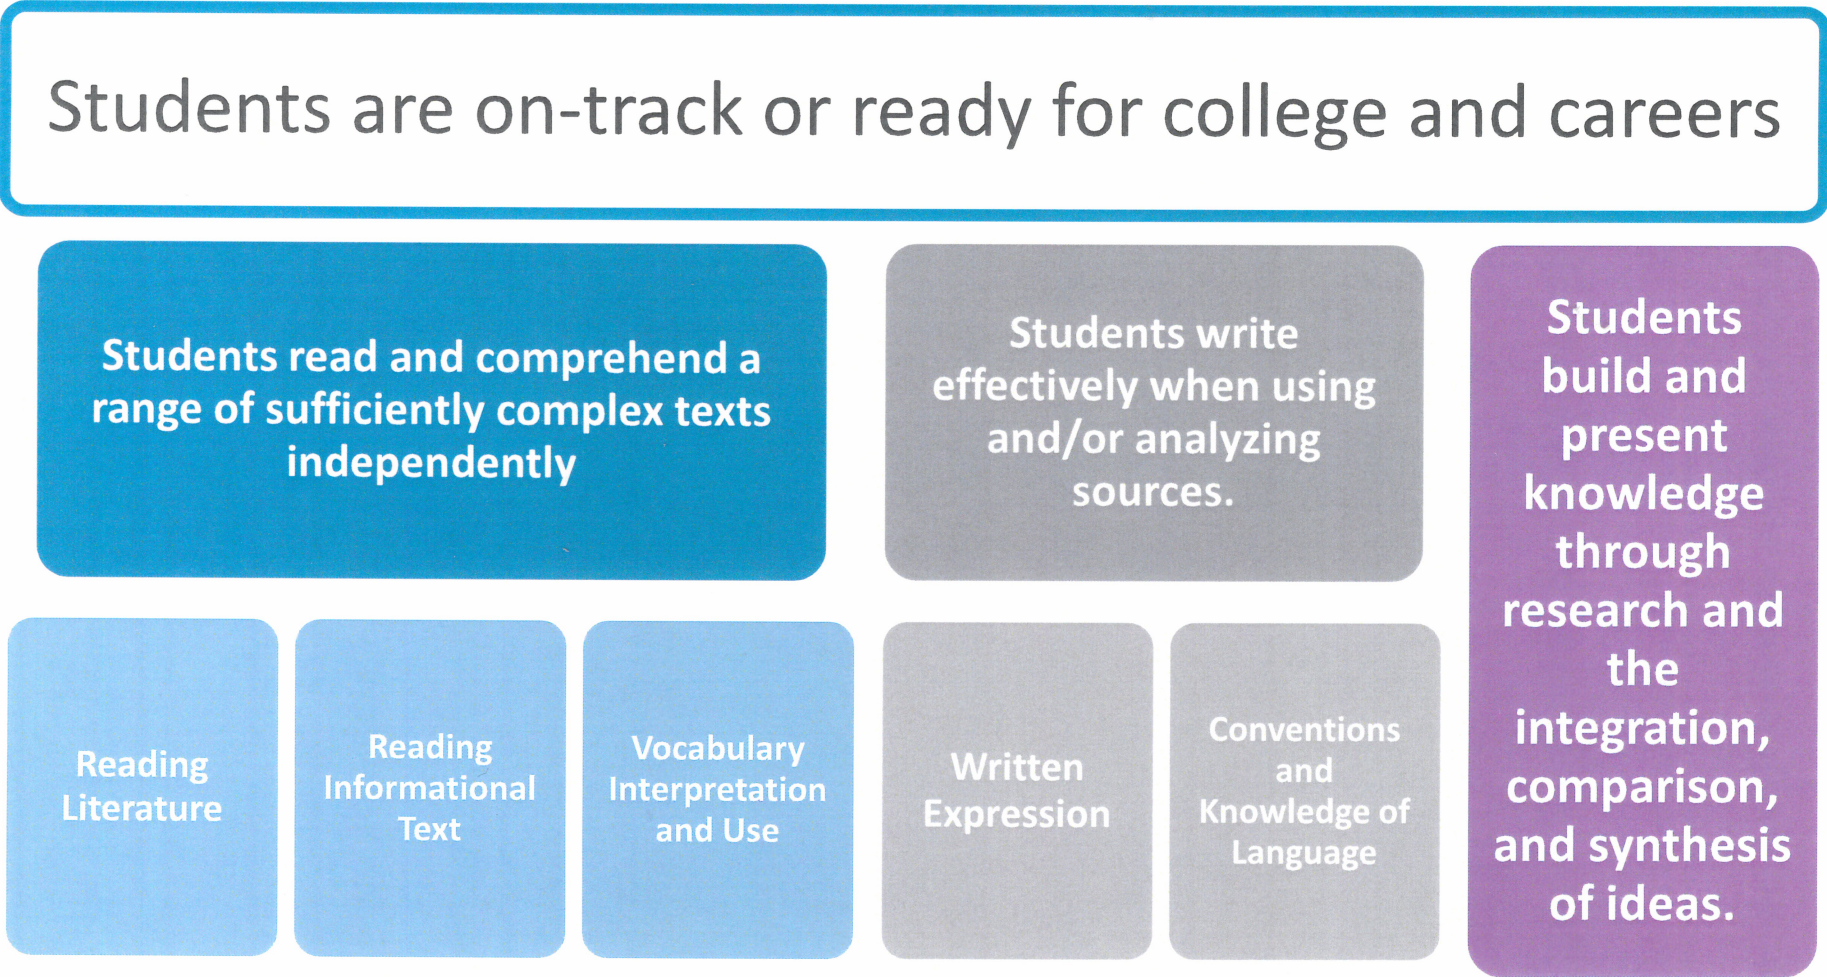 Students are on-track or ready for college and careers
Students read and comprehend a
range of sufficiently complex texts
independently
Students write
effectively when using
and/or analyzing
sources.
Students
build and
present
knowledge
through
research and
the
integration,
comparison,
and synthesis
of ideas.
Reading
Literature
Reading
Informational
Text
Vocabulary
Interpretation
and Use
Written
Expression
Conventions
and
Knowledge of
Language